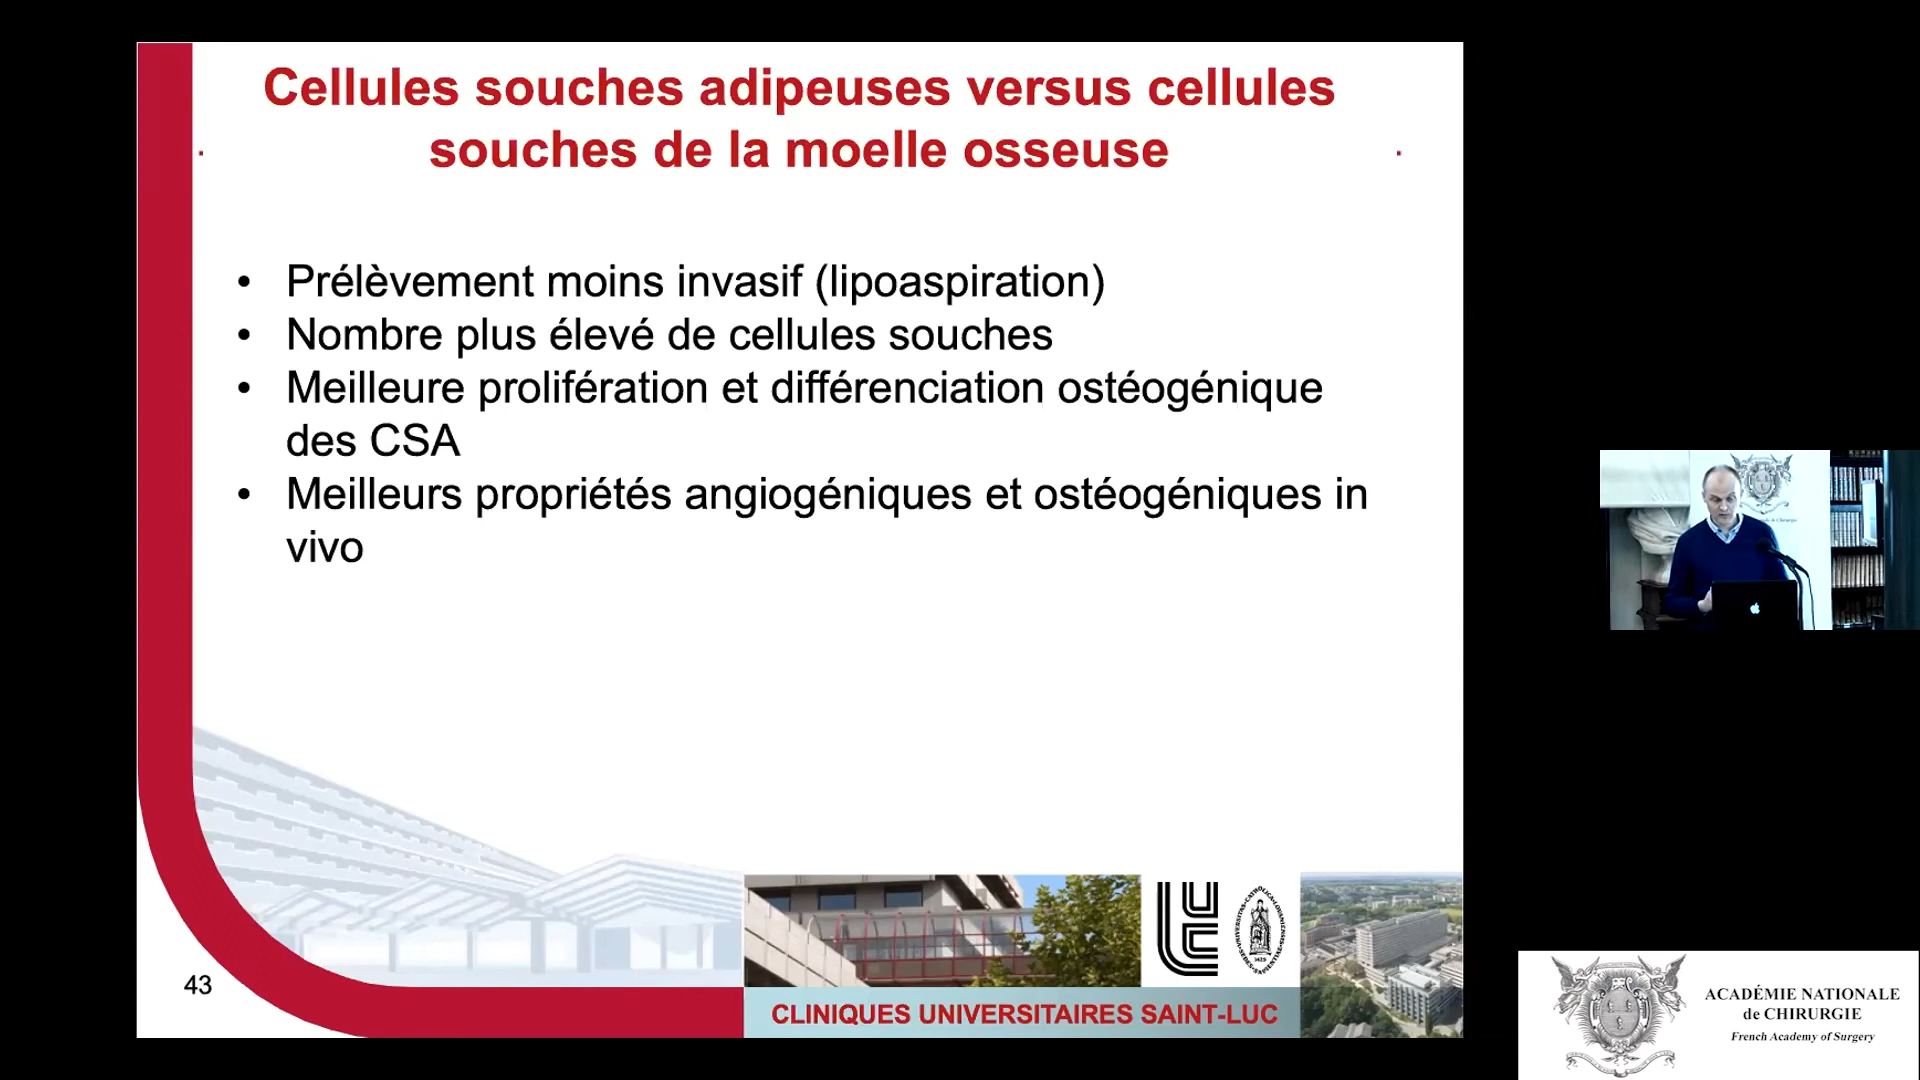 Cellules souches adipeuses versus cellules
souches de la moelle osseuse
• Prélèvement moins invasif (lipoaspiration)
• Nombre plus élevé de cellules souches
• Meilleure prolifération et différenciation ostéogénique
des CSA
• Meilleurs propriétés angiogéniques et ostéogéniques in
vivo
43
CLINIQUES UNIVERSITAIRES SAINT-LUC
ACADÉMIE NATIONALE
de CHIRURGIE
French Academy of Surgery